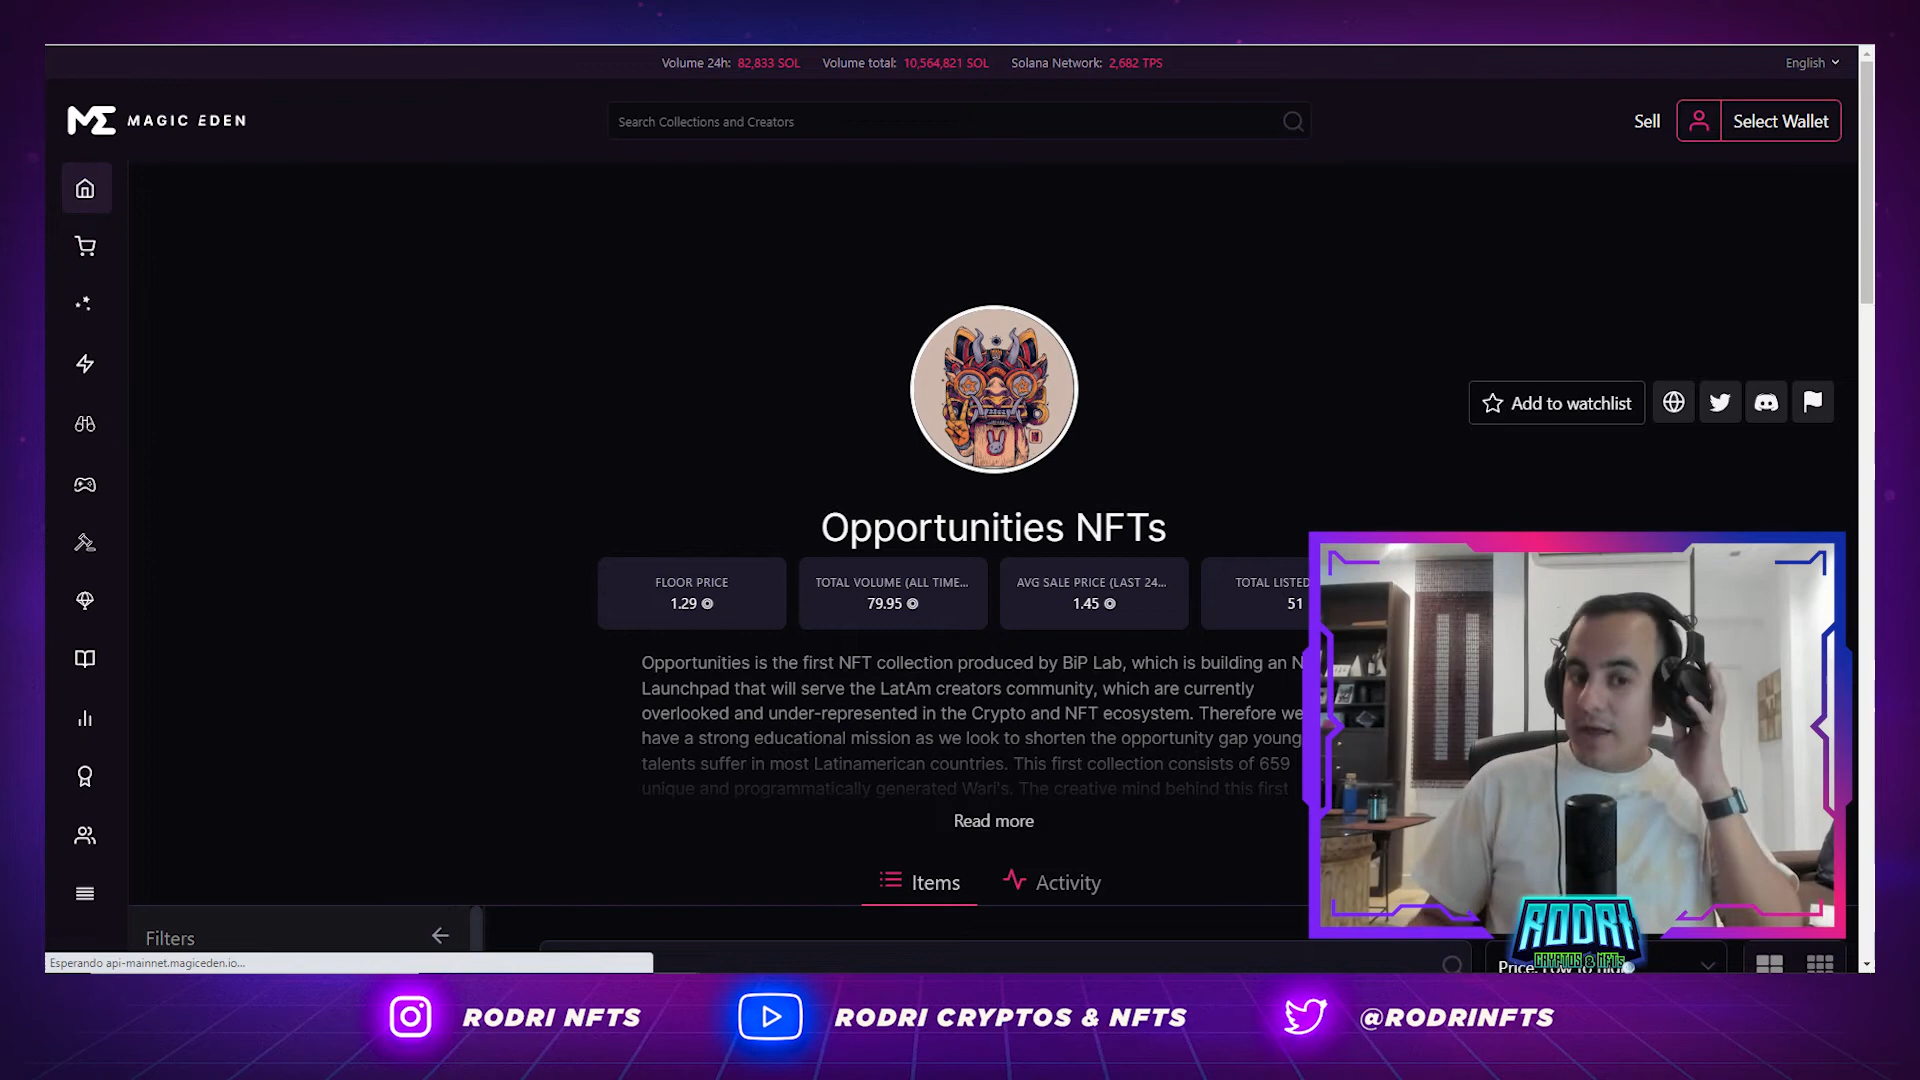 Volume 24h: 82,833 SOL Volume total: 10,564,821 SOL Solana Network: 2,682 TPS English
ME MAGIC EDEN Search Collections and Creators Sell Select Wallet
Add to watchlist
Opportunities NFTs
FLOOR PRICE TOTAL VOLUME (ALL TIME... AVG SALE PRICE (LAST 24... TOTAL LISTED
1.29 79.95 1.45 51
Opportunities is the first NFT collection produced by BiP Lab, which is building an N
Launchpad that will serve the LatAm creators community, which are currently
overlooked and under-represented in the Crypto and NFT ecosystem. Therefore we
have a strong educational mission as we look to shorten the opportunity gap young
talents suffer in most Latinamerican countries. This first collection consists of 659
unique and programmatically generated Wari's. The creative mind behind this first
Read more
Items Activity
Filters
Esperando api-mainnet.magiceden.io...
Price: Low to high
RODRI
CRYPTOS & NFTs
RODRI NFTS RODRI CRYPTOS & NFTS @RODRINFTS